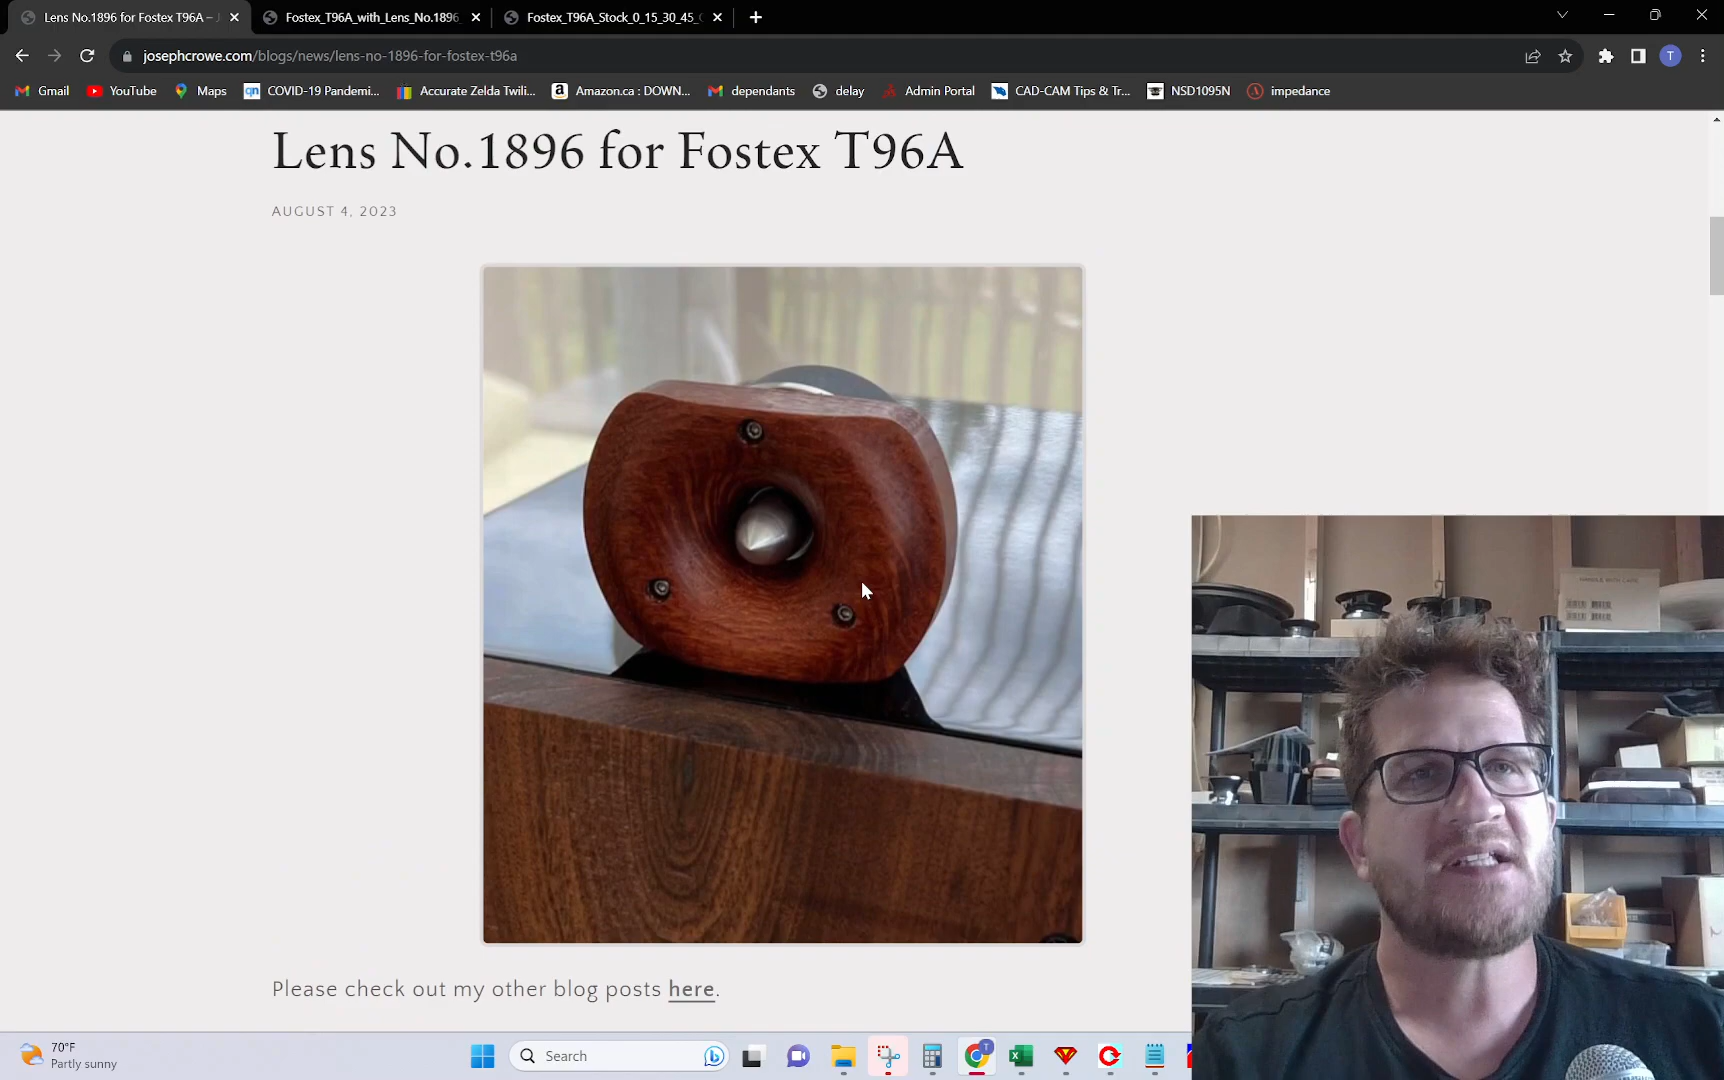 Lens No.1896 for Fostex T96A – J
Fostex_T96A_with_Lens_No.1896_
Fostex_T96A_Stock_0_15_30_45_
josephcrowe.com/blogs/news/lens-no-1896-for-fostex-t96a
T
Gmail
YouTube
Maps
COVID-19 Pandemi...
Accurate Zelda Twili...
Amazon.ca : DOWN...
dependants
delay
Admin Portal
CAD-CAM Tips & Tr...
NSD1095N
impedance
Lens No.1896 for Fostex T96A
AUGUST 4, 2023
Please check out my other blog posts here.
70°F
Partly sunny
Search